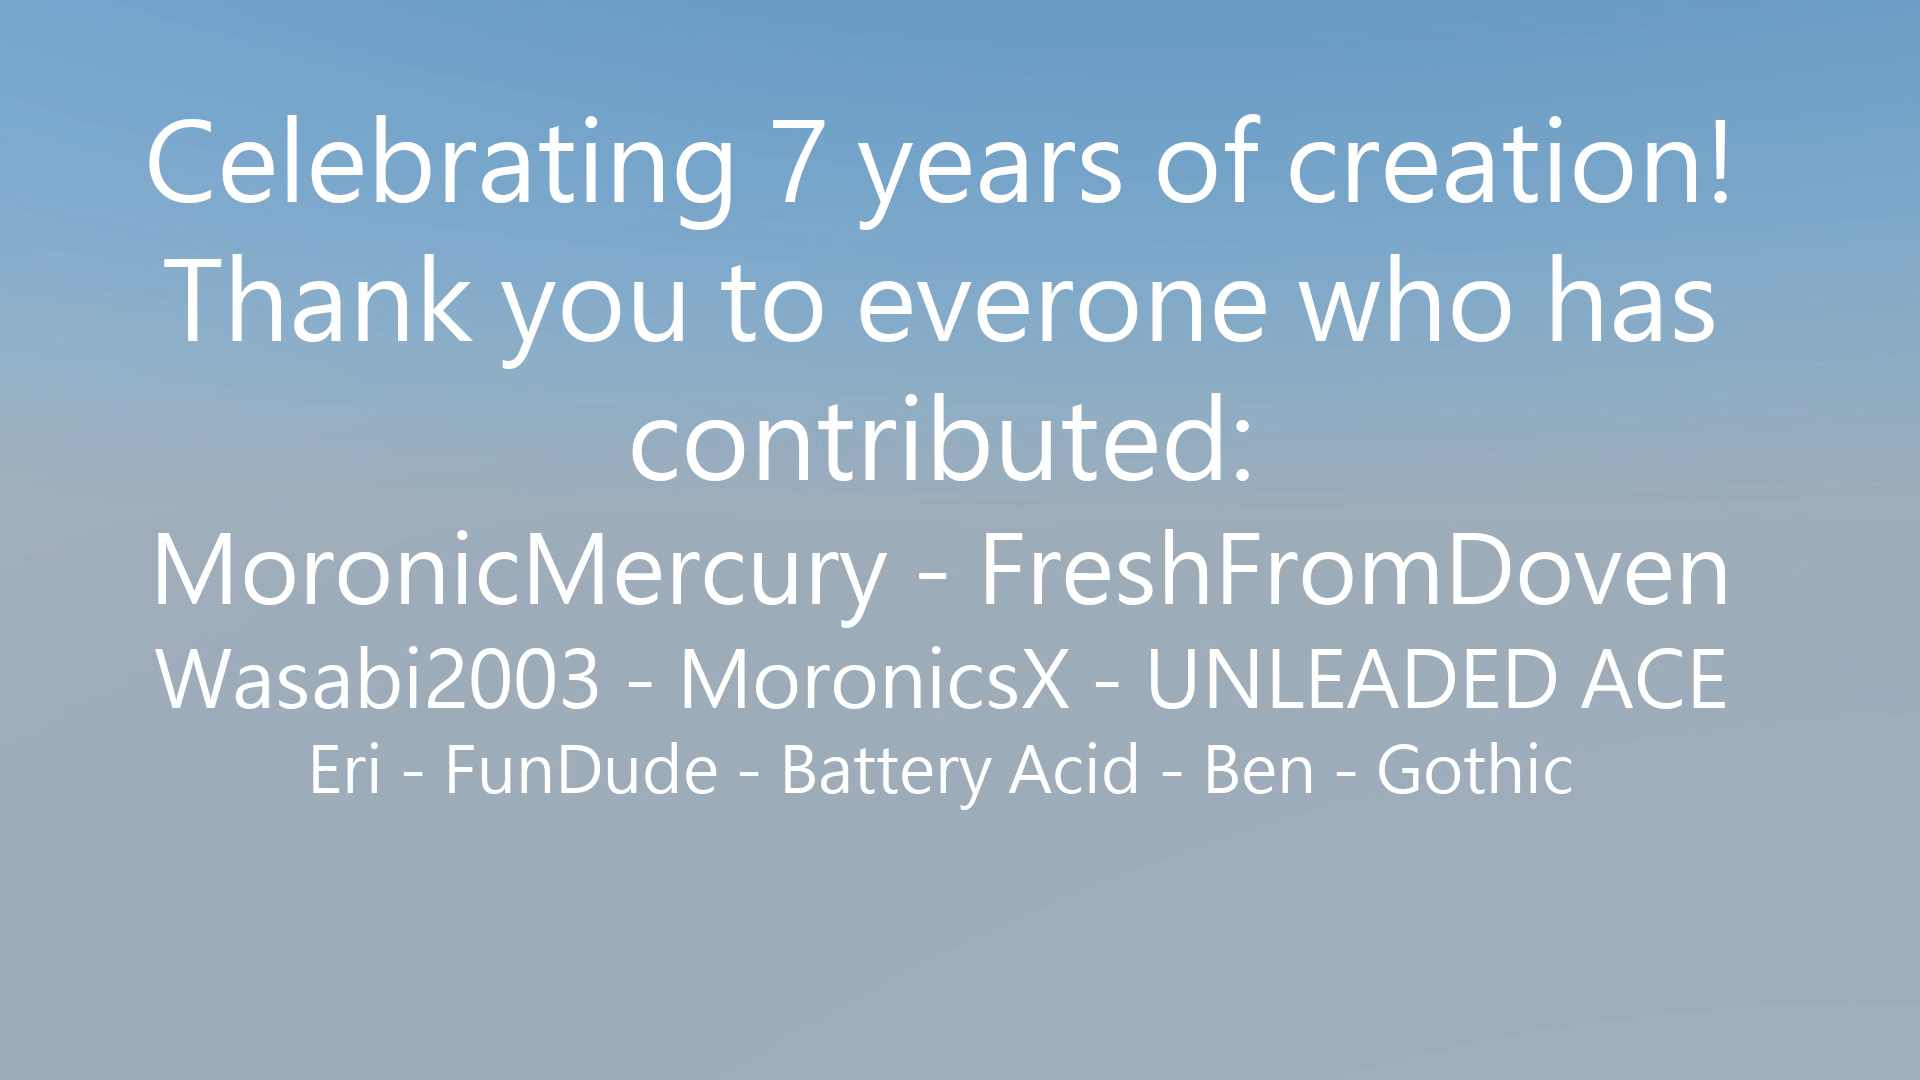 Celebrating 7 years of creation!
Thank you to everone who has
contributed:
MoronicMercury - FreshFromDoven
Wasabi2003 - MoronicsX - UNLEADED ACE
Eri - FunDude - Battery Acid - Ben - Gothic